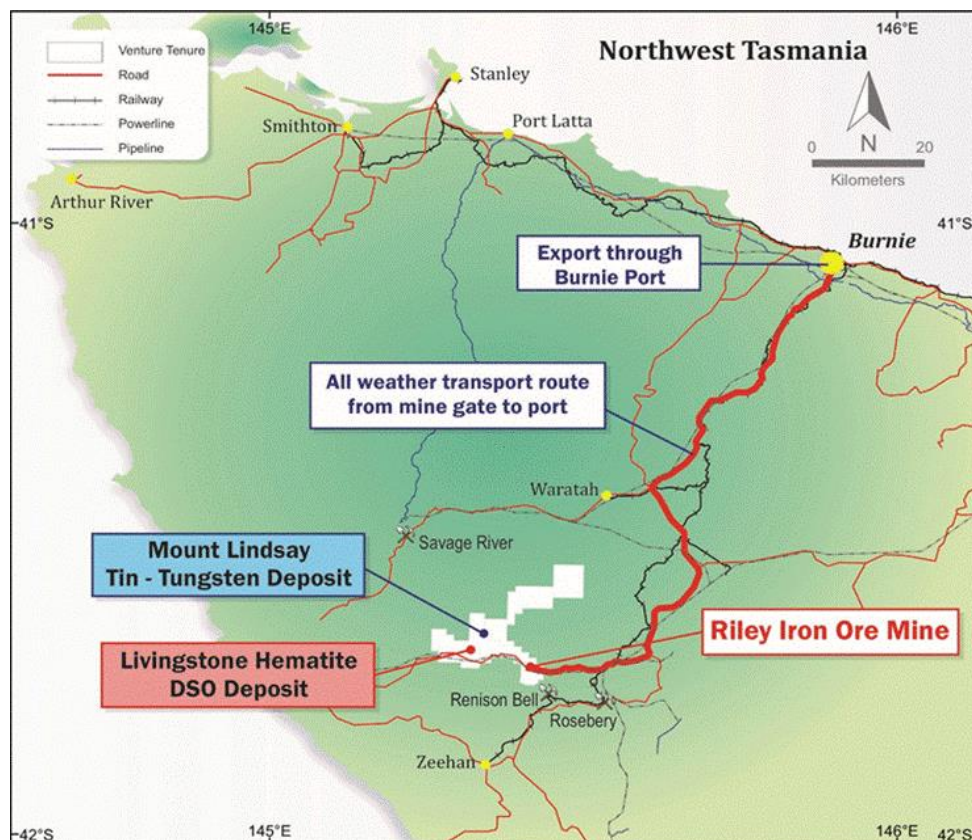 145°E
146°E
Venture Tenure
Road
Railway
Powerline
Pipeline
Northwest Tasmania
N
0 20
Kilometers
Stanley
Smithton
Port Latta
Arthur River
41°S
41°S
Burnie
Export through
Burnie Port
All weather transport route
from mine gate to port
Waratah
Savage River
Mount Lindsay
Tin - Tungsten Deposit
Riley Iron Ore Mine
Livingstone Hematite
DSO Deposit
Renison Bell
Rosebery
Zeehan
42°S
145°E
146°E
42°S